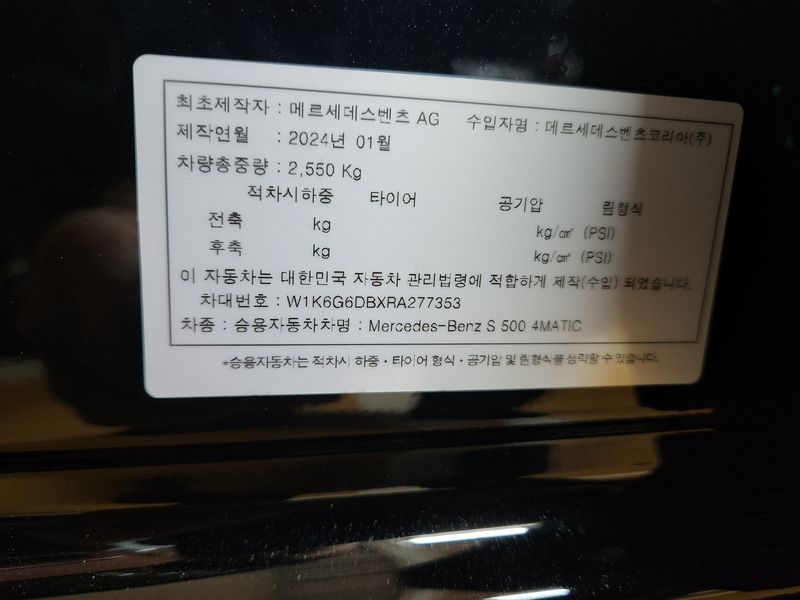 최초제작자 : 메르세데스벤츠 AG 수입자명 : 메르세데스벤츠코리아(주)
제작연월 : 2024년 01월
차량총중량 : 2,550 Kg
적차시하중 타이어 공기압 림형식
전축 kg kg/㎠ (PSI)
후축 kg kg/㎠ (PSI)
이 자동차는 대한민국 자동차 관리법령에 적합하게 제작(수입) 되었습니다.
차대번호 : W1K6G6DBXRA277353
차종 : 승용자동차차명 : Mercedes-Benz S 500 4MATIC
*승용자동차는 적차시 하중·타이어 형식·공기압 및 림형식을 생략할 수 있습니다.